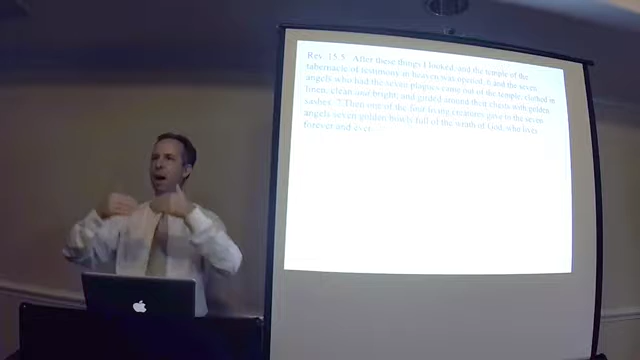 Rev. 15:5 After these things I looked, and the temple of the
tabernacle of testimony in heaven was opened, 6 and the seven
angels who had the seven plagues came out of the temple, clothed in
linen, clean and bright, and girded around their chests with golden
sashes. 7 Then one of the four living creatures gave to the seven
angels seven golden bowls full of the wrath of God, who lives
forever and ever.